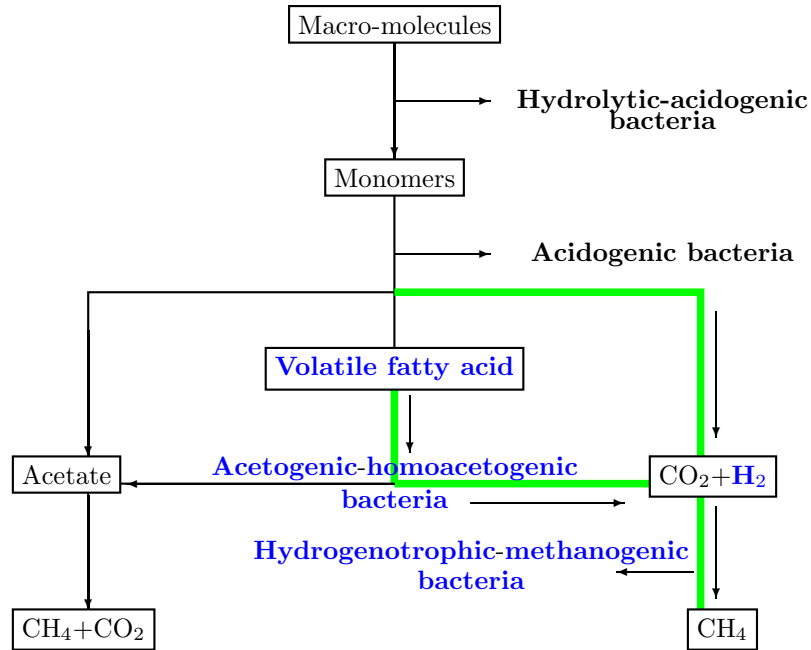 Macro-molecules
Hydrolytic-acidogenic
bacteria
Monomers
Acidogenic bacteria
Volatile fatty acid
Acetate
Acetogenic-homoacetogenic
bacteria
CO₂+H₂
Hydrogenotrophic-methanogenic
bacteria
CH₄+CO₂
CH₄